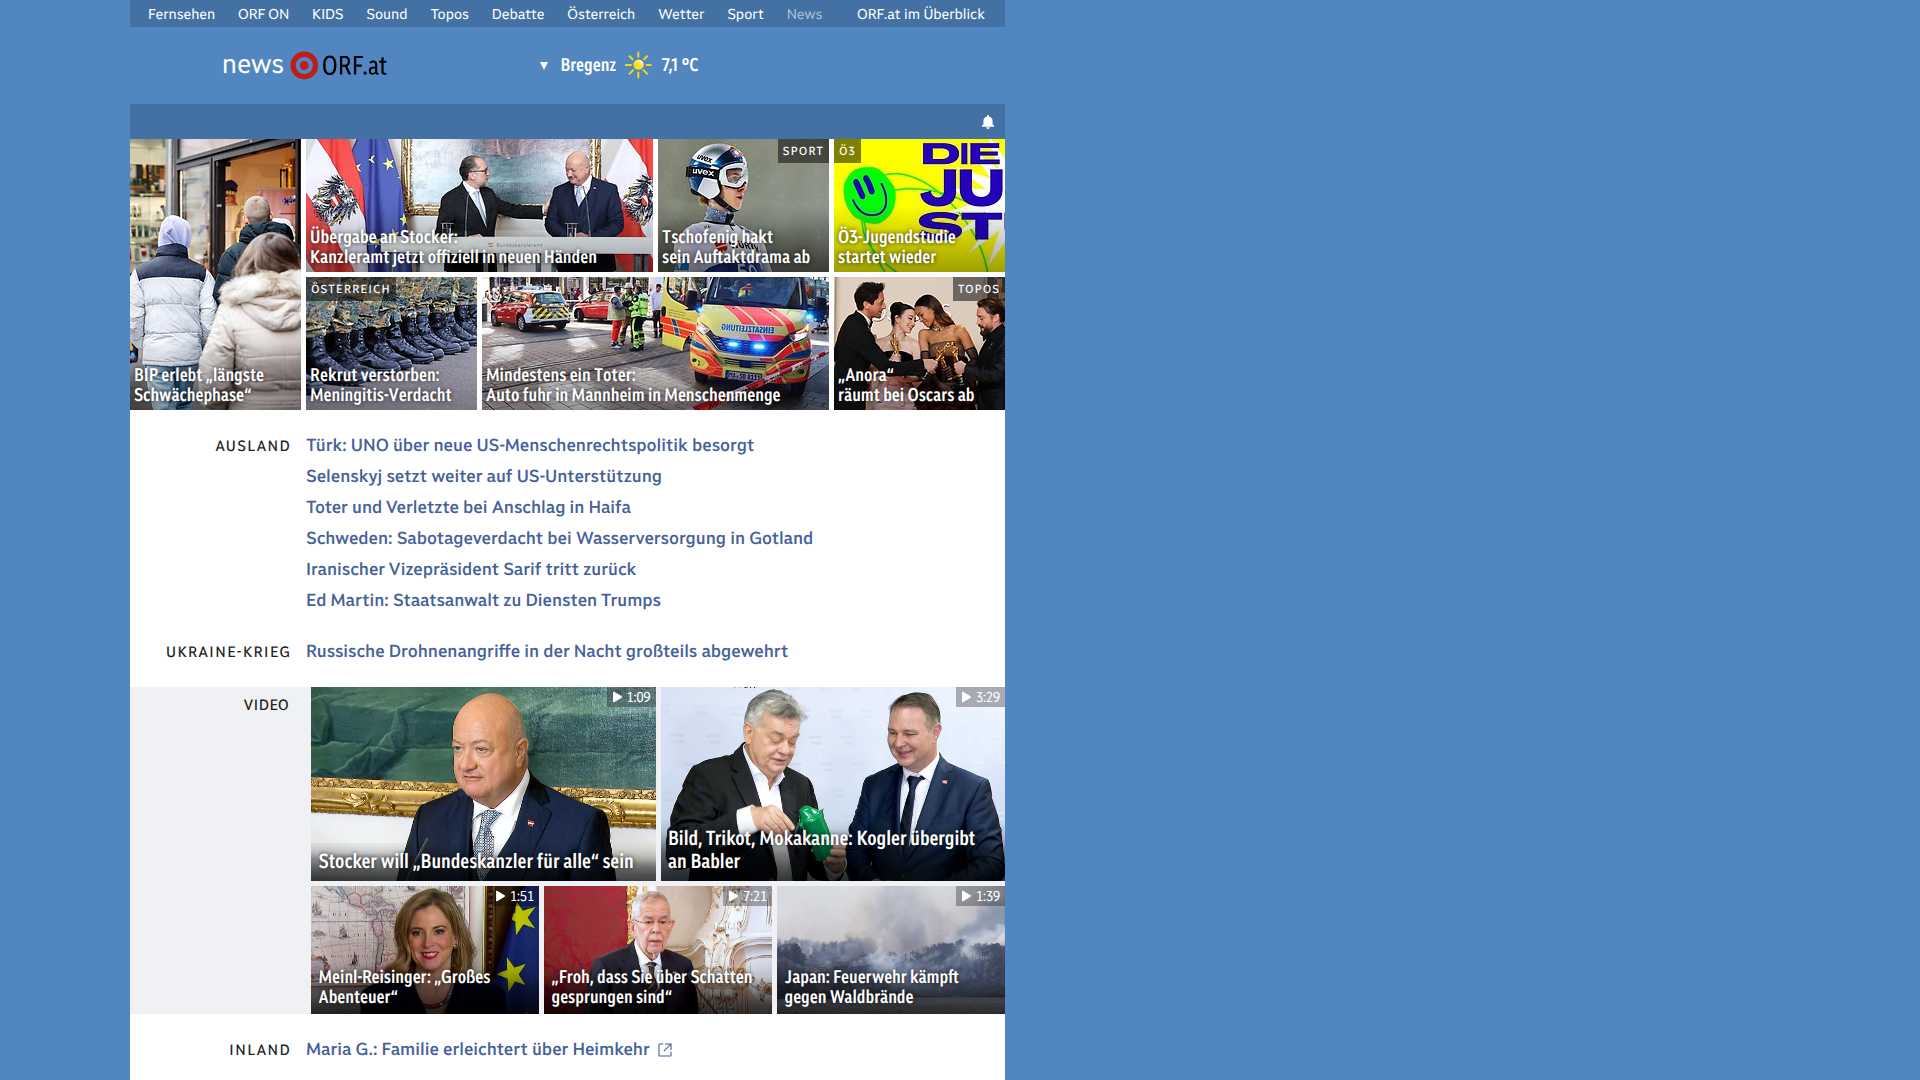 Fernsehen ORF ON KIDS Sound Topos Debatte Österreich Wetter Sport News ORF.at im Überblick
news ORF.at
▼ Bregenz 7,1 °C
BIP erlebt „längste
Schwächephase“
Übergabe an Stocker:
Kanzleramt jetzt offiziell in neuen Händen
SPORT
uvex
uvex
Tschofenig hakt
sein Auftaktdrama ab
Ö3
DIE
JU
ST
Ö3-Jugendstudie
startet wieder
ÖSTERREICH
Rekrut verstorben:
Meningitis-Verdacht
EINSATZLEITUNG
Mindestens ein Toter:
Auto fuhr in Mannheim in Menschenmenge
TOPOS
„Anora“
räumt bei Oscars ab
AUSLAND
Türk: UNO über neue US-Menschenrechtspolitik besorgt
Selenskyj setzt weiter auf US-Unterstützung
Toter und Verletzte bei Anschlag in Haifa
Schweden: Sabotageverdacht bei Wasserversorgung in Gotland
Iranischer Vizepräsident Sarif tritt zurück
Ed Martin: Staatsanwalt zu Diensten Trumps
UKRAINE-KRIEG
Russische Drohnenangriffe in der Nacht großteils abgewehrt
VIDEO
1:09
Stocker will „Bundeskanzler für alle“ sein
3:29
Bild, Trikot, Mokakanne: Kogler übergibt
an Babler
1:51
Meinl-Reisinger: „Großes
Abenteuer“
7:21
„Froh, dass Sie über Schatten
gesprungen sind“
1:39
Japan: Feuerwehr kämpft
gegen Waldbrände
INLAND
Maria G.: Familie erleichtert über Heimkehr